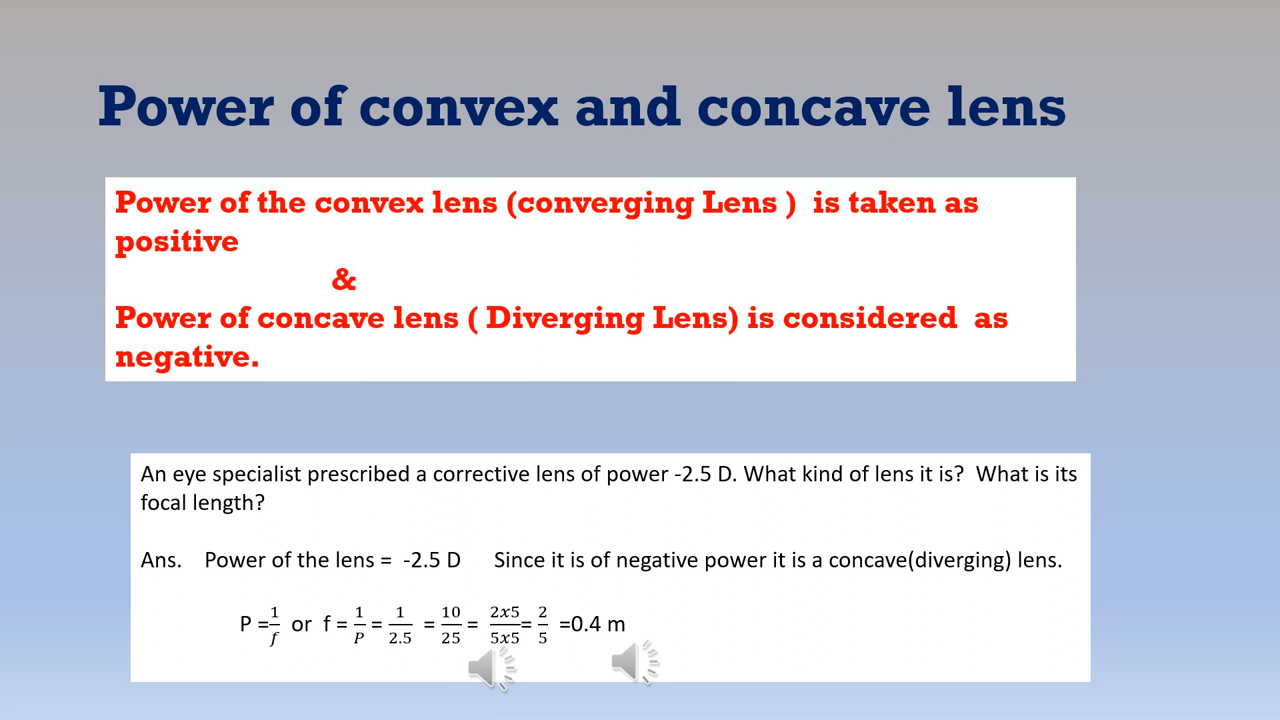 Power of convex and concave lens
Power of the convex lens (converging Lens )  is taken as
positive
&
Power of concave lens ( Diverging Lens) is considered  as
negative.
An eye specialist prescribed a corrective lens of power -2.5 D. What kind of lens it is?  What is its
focal length?
Ans.    Power of the lens =  -2.5 D      Since it is of negative power it is a concave(diverging) lens.
P =1/f  or  f = 1/P = 1/2.5 = 10/25 = 2x5/5x5 = 2/5 =0.4 m